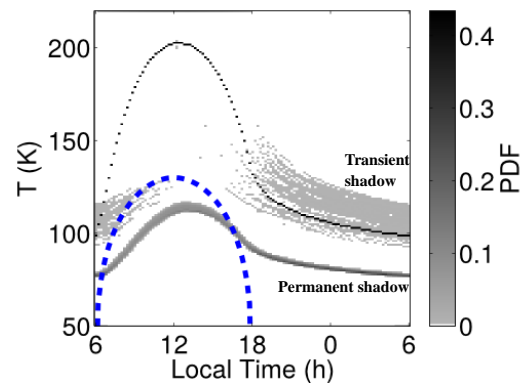 200
150
100
50
T (K)
Transient
shadow
Permanent shadow
6
12
18
0
6
Local Time (h)
0.4
0.3
0.2
0.1
0
PDF